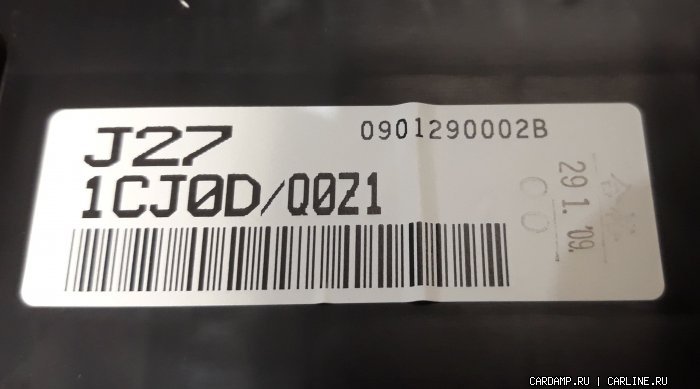 J27
0901290002B
1CJ0D/Q0Z1
29 1. '09.
CARDAMP.RU | CARLINE.RU